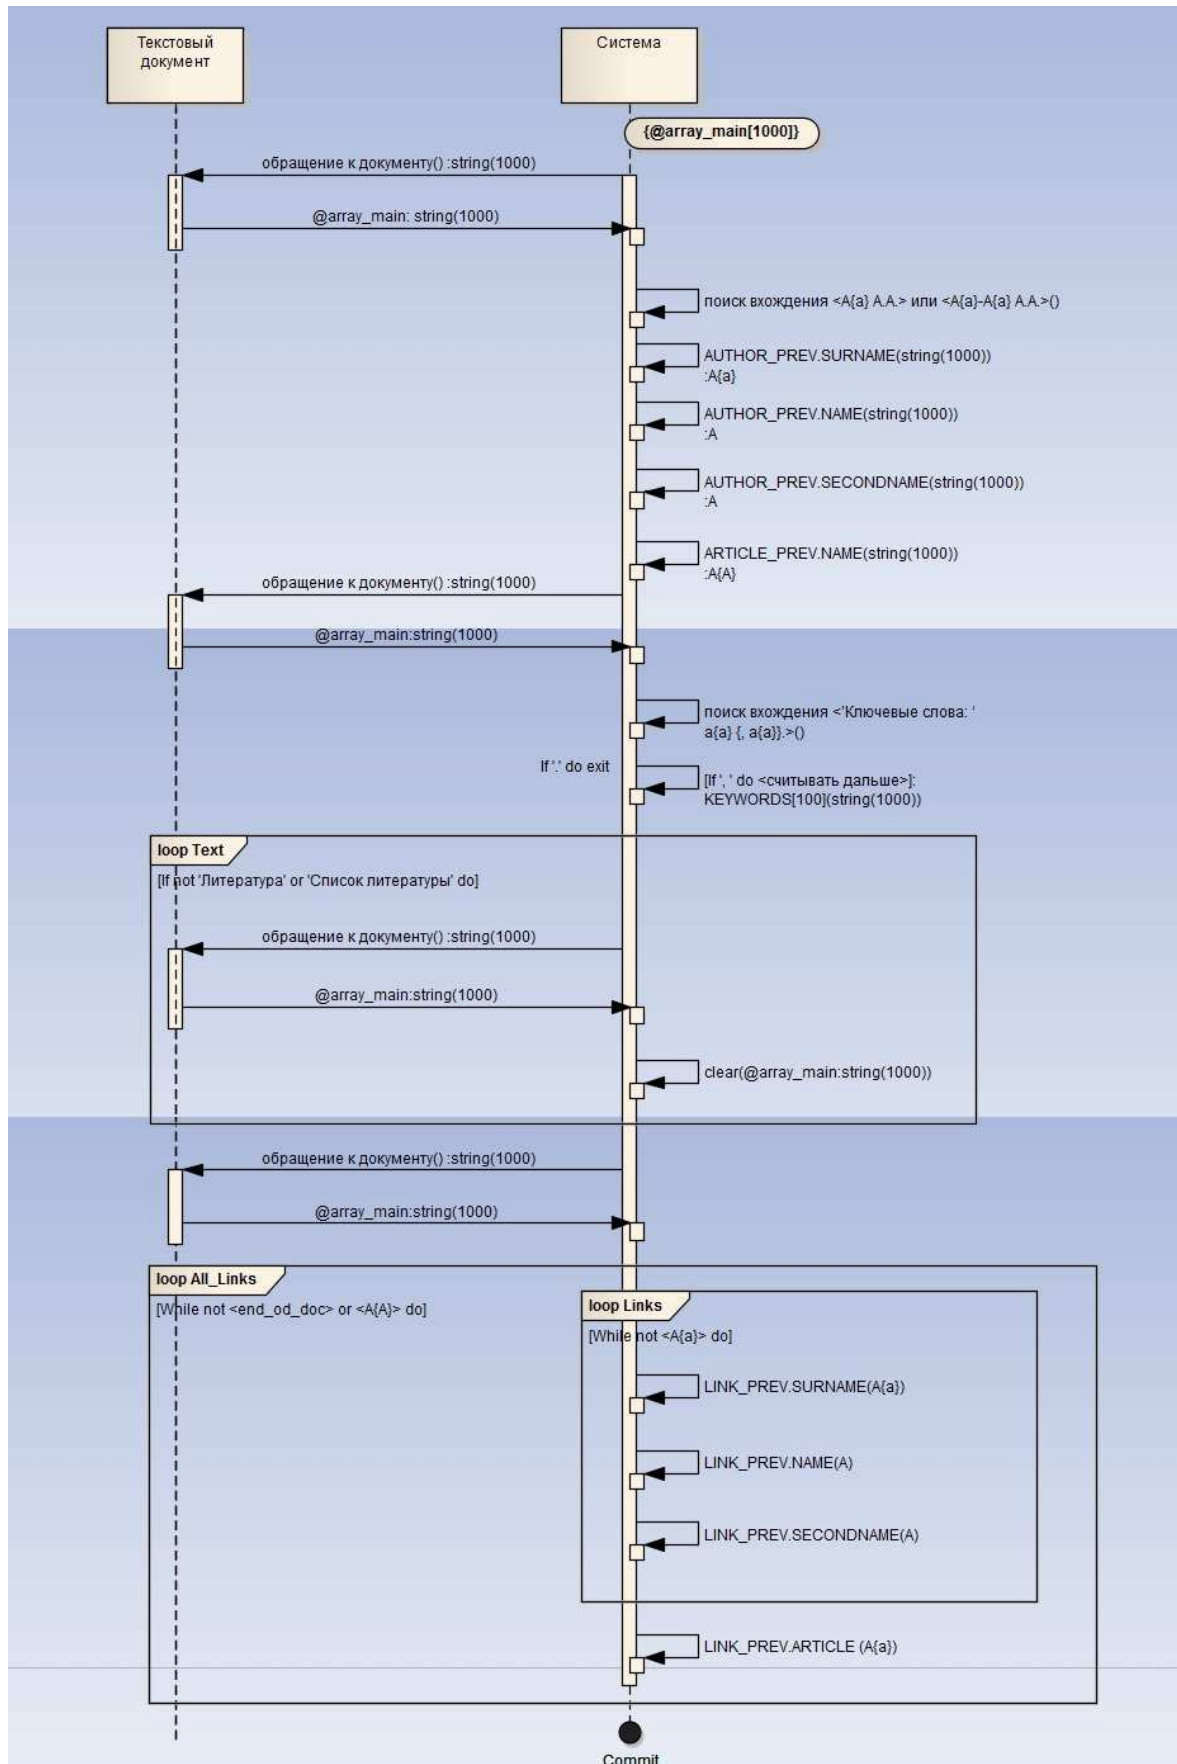 Текстовый
документ
Система
{@array_main[1000]}
обращение к документу() :string(1000)
@array_main: string(1000)
поиск вхождения <A{a} A.A.> или <A{a}-A{a} A.A.>()
AUTHOR_PREV.SURNAME(string(1000))
:A{a}
AUTHOR_PREV.NAME(string(1000))
:A
AUTHOR_PREV.SECONDNAME(string(1000))
:A
ARTICLE_PREV.NAME(string(1000))
:A{A}
обращение к документу() :string(1000)
@array_main:string(1000)
поиск вхождения <'Ключевые слова: '
a{a} {, a{a}}.>()
If '.' do exit
[If ', ' do <считывать дальше>]:
KEYWORDS[100](string(1000))
loop Text
[If not 'Литература' or 'Список литературы' do]
обращение к документу() :string(1000)
@array_main:string(1000)
clear(@array_main:string(1000))
обращение к документу() :string(1000)
@array_main:string(1000)
loop All_Links
[While not <end_od_doc> or <A{A}> do]
loop Links
[While not <A{a}> do]
LINK_PREV.SURNAME(A{a})
LINK_PREV.NAME(A)
LINK_PREV.SECONDNAME(A)
LINK_PREV.ARTICLE (A{a})
Commit